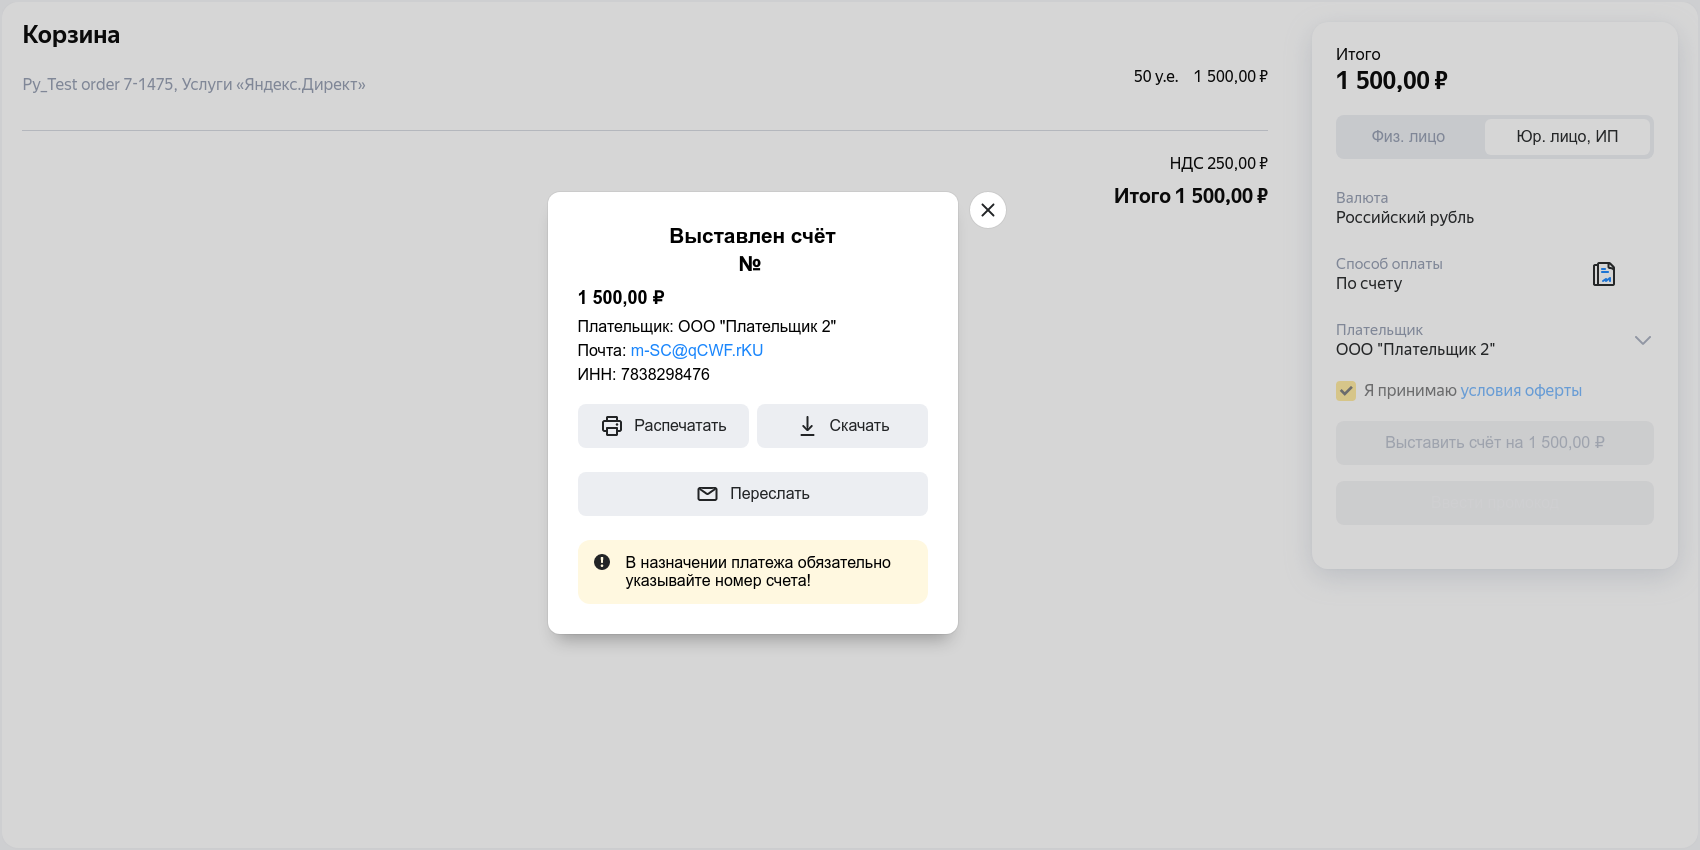 Корзина
Py_Test order 7-1475, Услуги «Яндекс.Директ»
50 у.е. 1 500,00 ₽
НДС 250,00 ₽
Итого 1 500,00 ₽
Выставлен счёт
№
1 500,00 ₽
Плательщик: ООО "Плательщик 2"
Почта: m-SC@qCWF.rKU
ИНН: 7838298476
Распечатать
Скачать
Переслать
В назначении платежа обязательно
указывайте номер счета!
Итого
1 500,00 ₽
Физ. лицо
Юр. лицо, ИП
Валюта
Российский рубль
Способ оплаты
По счету
Плательщик
ООО "Плательщик 2"
Я принимаю условия оферты
Выставить счёт на 1 500,00 ₽